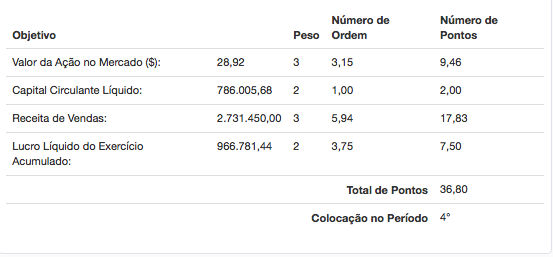 Objetivo Peso Número de Ordem Número de Pontos
Valor da Ação no Mercado ($): 28,92 3 3,15 9,46
Capital Circulante Líquido: 786.005,68 2 1,00 2,00
Receita de Vendas: 2.731.450,00 3 5,94 17,83
Lucro Líquido do Exercício Acumulado: 966.781,44 2 3,75 7,50
Total de Pontos 36,80
Colocação no Período 4°